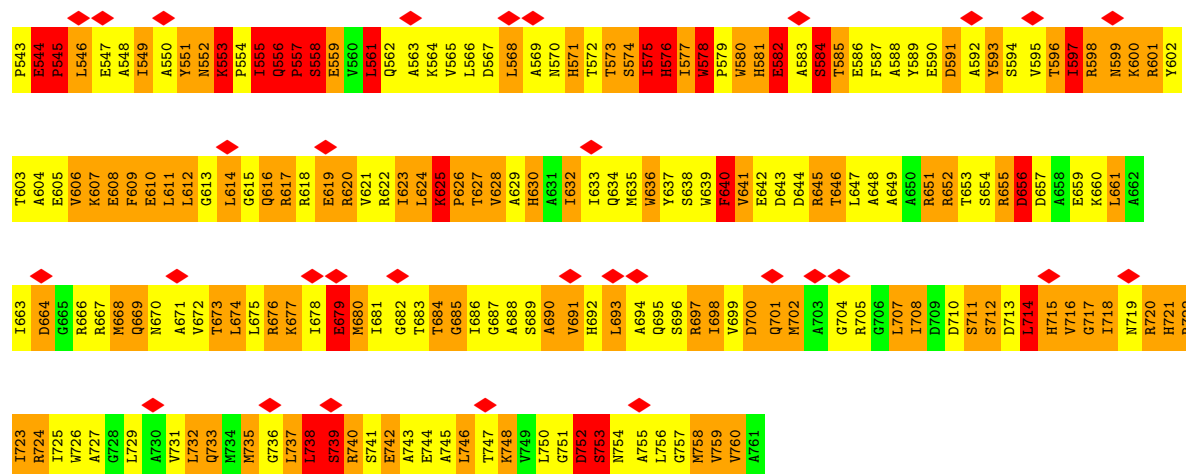 P543 E544 P545 L546 E547 A548 I549 A550 Y551 N552 K553 P554 I555 Q556 P557 S558 E559 V560 L561 Q562 A563 K564 V565 L566 D567 L568 A569 N570 H571 T572 T573 S574 I575 H576 I577 W578 P579 W580 H581 E582 A583 S584 T585 E586 F587 A588 Y589 E590 D591 A592 Y593 S594 V595 T596 I597 R598 N599 K600 R601 Y602
T603 A604 E605 V606 K607 E608 F609 E610 L611 L612 G613 L614 G615 Q616 R617 R618 E619 R620 V621 R622 I623 L624 K625 P626 T627 V628 A629 H630 A631 I632 I633 Q634 M635 W636 Y637 S638 W639 F640 V641 E642 D643 D644 R645 T646 L647 A648 A649 A650 R651 R652 T653 S654 R655 D656 D657 A658 E659 K660 L661 A662
I663 D664 G665 R666 R667 M668 Q669 N670 A671 V672 T673 L674 L675 R676 K677 I678 E679 M680 I681 G682 T683 T684 G685 I686 G687 A688 S689 A690 V691 H692 L693 A694 Q695 S696 R697 I698 V699 D700 Q701 M702 A703 G704 R705 G706 L707 I708 D709 D710 S711 S712 D713 L714 H715 V716 G717 I718 N719 R720 H721
I723 R724 I725 W726 A727 G728 L729 A730 V731 L732 Q733 M734 M735 G736 L737 L738 S739 R740 S741 E742 A743 E744 A745 L746 T747 K748 V749 L750 G751 D752 S753 N754 A755 L756 G757 M758 V759 V760 A761